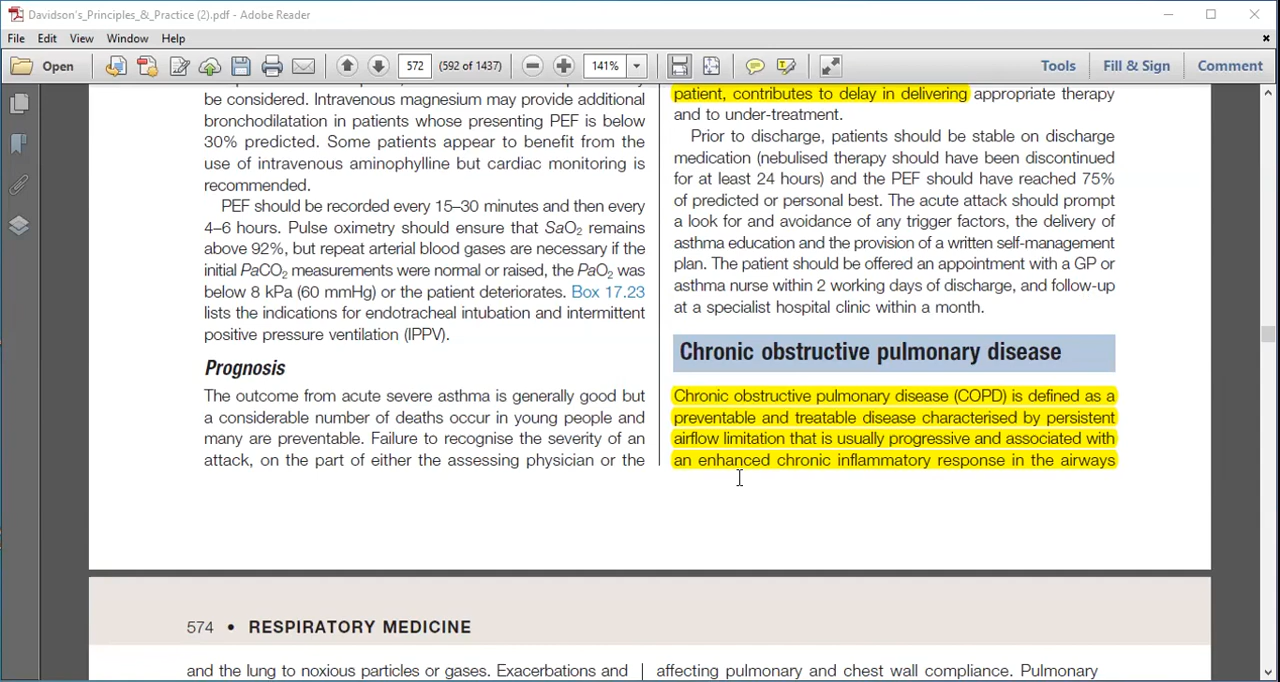 Davidson's_Principles_&_Practice (2).pdf - Adobe Reader
File Edit View Window Help
Open 572 (592 of 1437) 141% Tools Fill & Sign Comment
be considered. Intravenous magnesium may provide additional
bronchodilatation in patients whose presenting PEF is below
30% predicted. Some patients appear to benefit from the
use of intravenous aminophylline but cardiac monitoring is
recommended.
PEF should be recorded every 15–30 minutes and then every
4–6 hours. Pulse oximetry should ensure that SaO₂ remains
above 92%, but repeat arterial blood gases are necessary if the
initial PaCO₂ measurements were normal or raised, the PaO₂ was
below 8 kPa (60 mmHg) or the patient deteriorates. Box 17.23
lists the indications for endotracheal intubation and intermittent
positive pressure ventilation (IPPV).
Prognosis
The outcome from acute severe asthma is generally good but
a considerable number of deaths occur in young people and
many are preventable. Failure to recognise the severity of an
attack, on the part of either the assessing physician or the
patient, contributes to delay in delivering appropriate therapy
and to under-treatment.
Prior to discharge, patients should be stable on discharge
medication (nebulised therapy should have been discontinued
for at least 24 hours) and the PEF should have reached 75%
of predicted or personal best. The acute attack should prompt
a look for and avoidance of any trigger factors, the delivery of
asthma education and the provision of a written self-management
plan. The patient should be offered an appointment with a GP or
asthma nurse within 2 working days of discharge, and follow-up
at a specialist hospital clinic within a month.
Chronic obstructive pulmonary disease
Chronic obstructive pulmonary disease (COPD) is defined as a
preventable and treatable disease characterised by persistent
airflow limitation that is usually progressive and associated with
an enhanced chronic inflammatory response in the airways
574 • RESPIRATORY MEDICINE
and the lung to noxious particles or gases. Exacerbations and
affecting pulmonary and chest wall compliance. Pulmonary